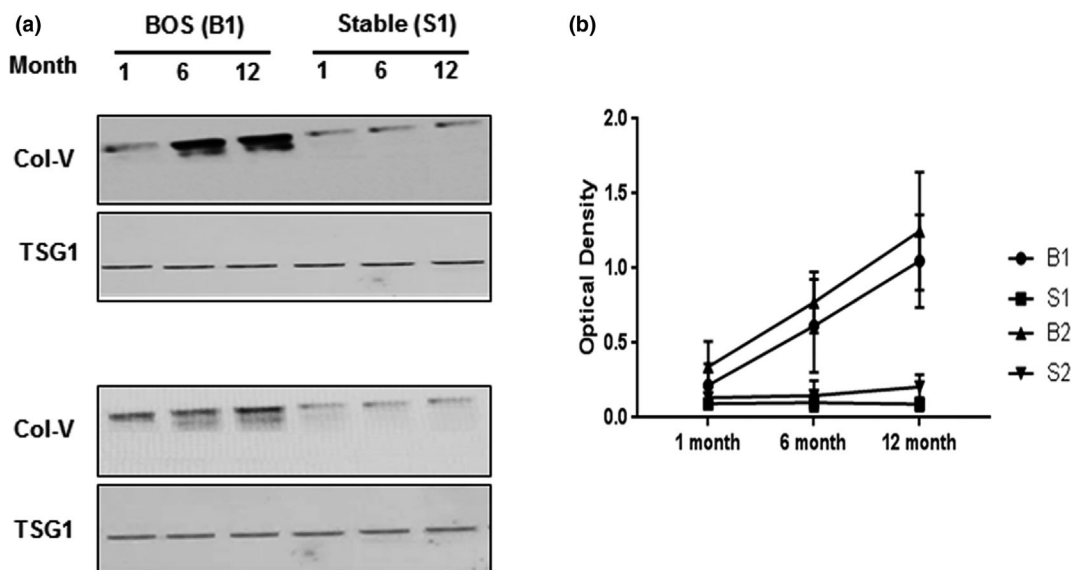 (a)
BOS (B1) Stable (S1)
Month 1 6 12 1 6 12
Col-V
TSG1
Col-V
TSG1
(b)
2.0
1.5
1.0
0.5
0.0
Optical Density
1 month 6 month 12 month
B1
S1
B2
S2